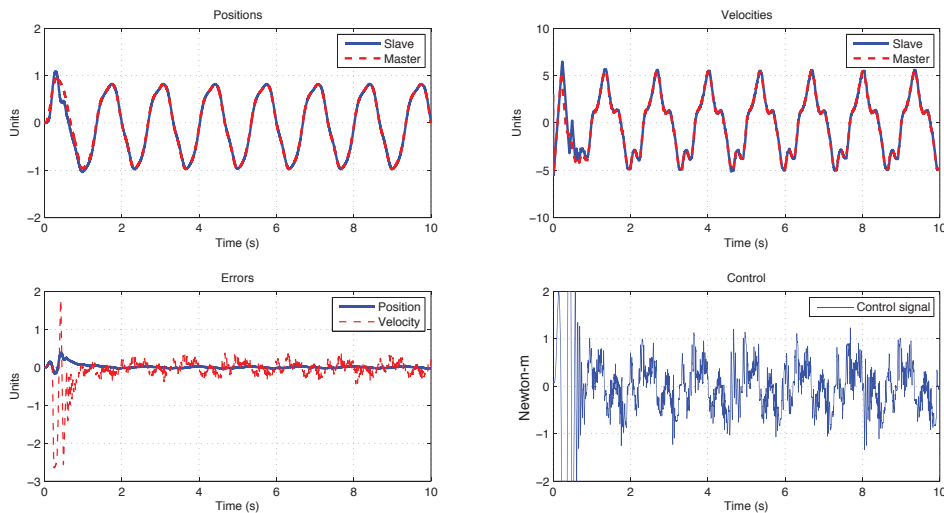 Positions
2
1
0
−1
−2
Units
0 2 4 6 8 10
Time (s)
Slave
Master
Velocities
10
5
0
−5
−10
Units
0 2 4 6 8 10
Time (s)
Slave
Master
Errors
2
1
0
−1
−2
−3
Units
0 2 4 6 8 10
Time (s)
Position
Velocity
Control
2
1
0
−1
−2
Newton-m
0 2 4 6 8 10
Time (s)
Control signal